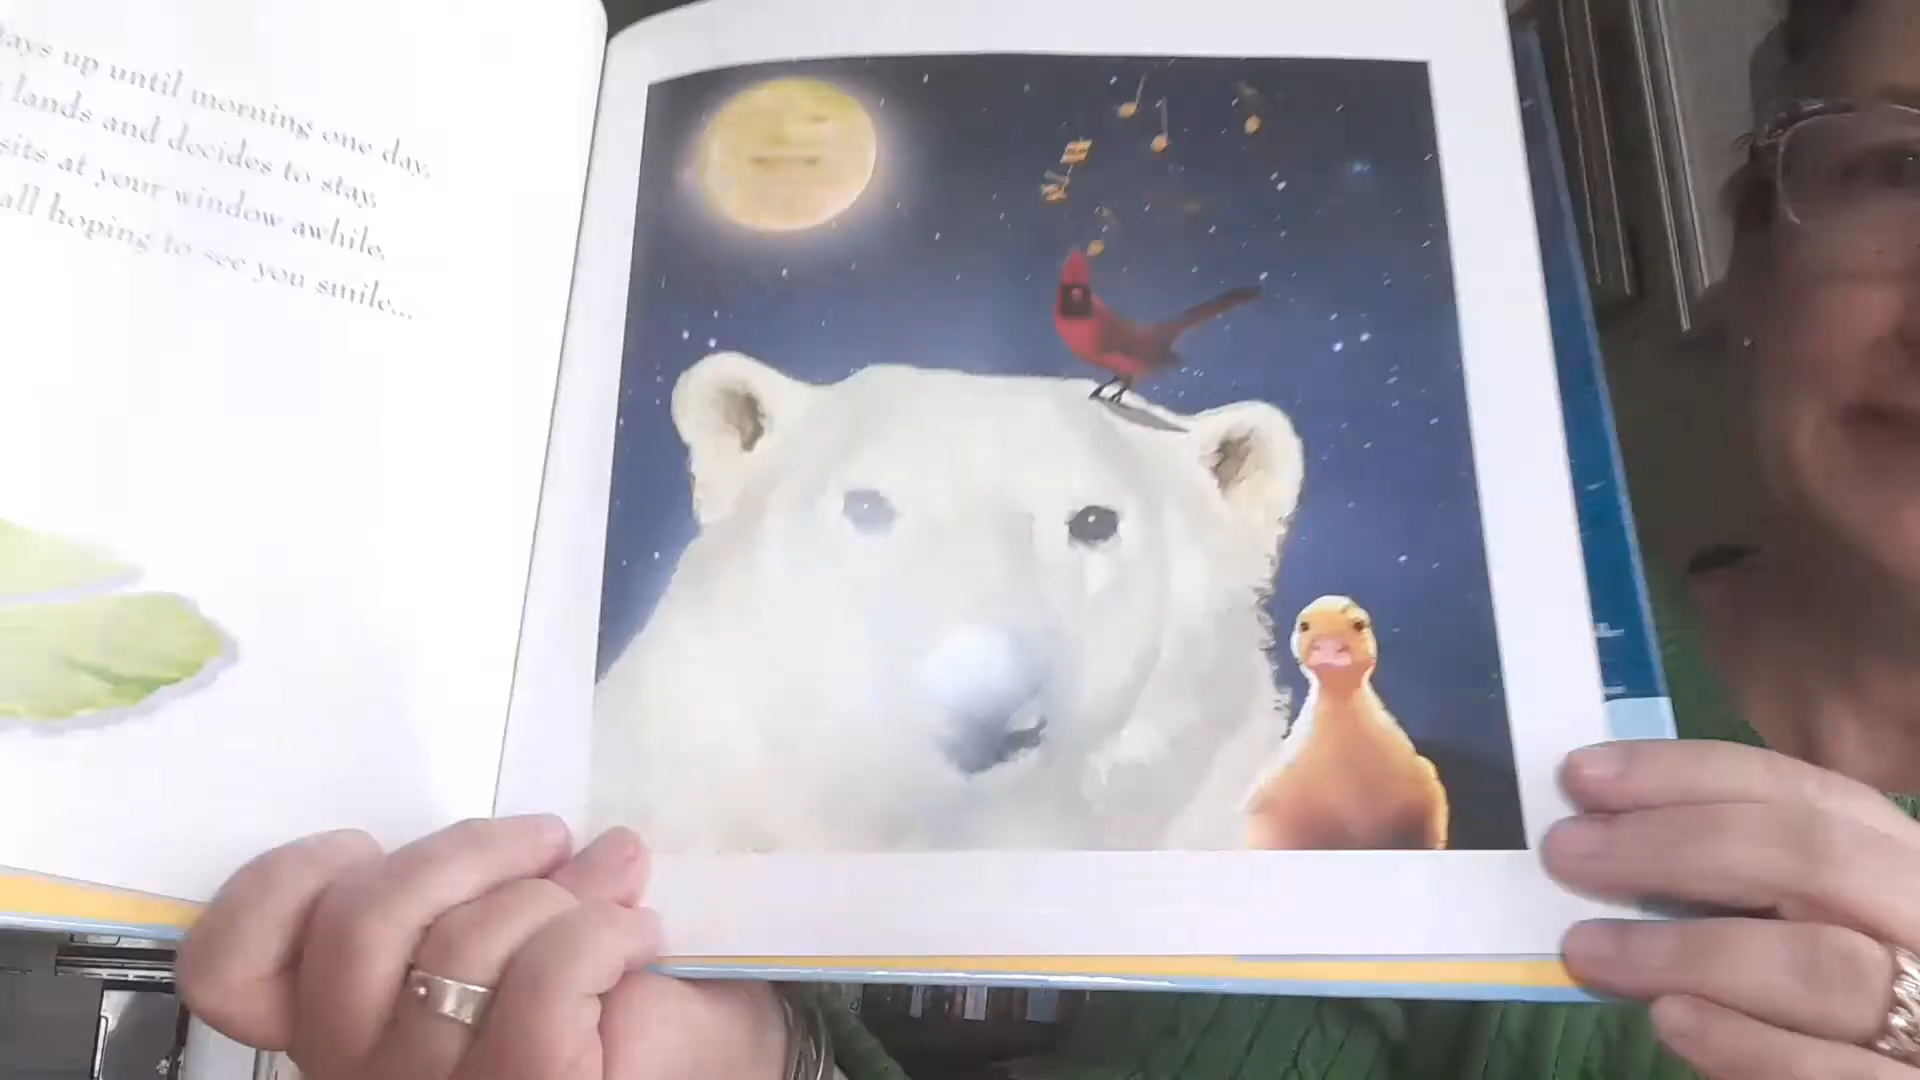 up until morning one day,
lands and decides to stay,
sits at your window awhile,
all hoping to see you smile...